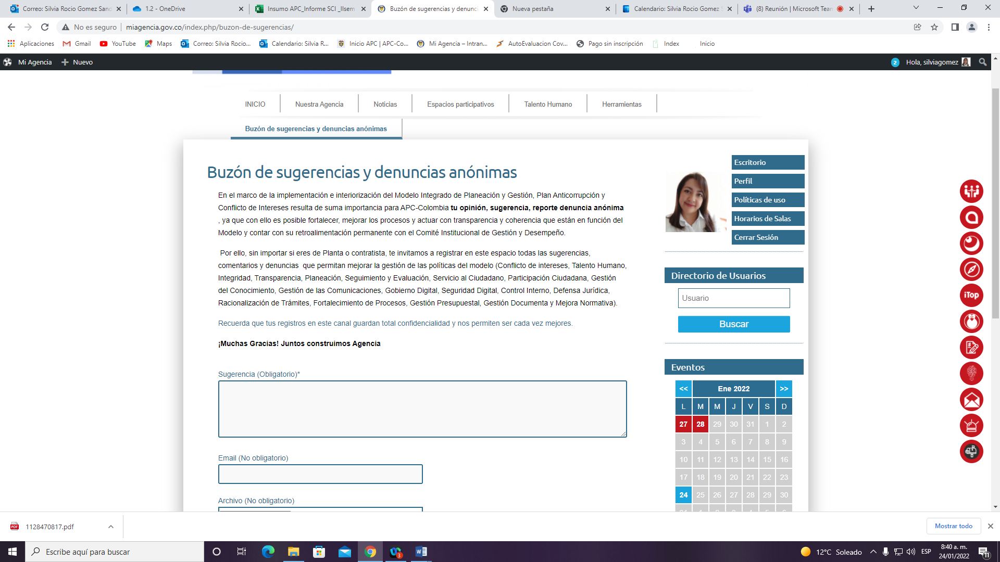 Correo: Silvia Rocio Gomez Sand
1.2 - OneDrive
Insumo APC_Informe SCI _IIsem
Buzón de sugerencias y denunci
Nueva pestaña
Calendario: Silvia Rocio Gomez S
(8) Reunión | Microsoft Tean
No es seguro
miagencia.gov.co/index.php/buzon-de-sugerencias/
Aplicaciones
Gmail
YouTube
Maps
Correo: Silvia Rocio...
Calendario: Silvia R...
Inicio APC | APC-Co...
Mi Agencia – Intran...
AutoEvaluacion Cov...
Pago sin inscripción
Index
Inicio
Mi Agencia
Nuevo
2
Hola, silviagomez
INICIO
Nuestra Agencia
Noticias
Espacios participativos
Talento Humano
Herramientas
Buzón de sugerencias y denuncias anónimas
Buzón de sugerencias y denuncias anónimas
En el marco de la implementación e interiorización del Modelo Integrado de Planeación y Gestión, Plan Anticorrupción y
Conflicto de Intereses resulta de suma importancia para APC-Colombia tu opinión, sugerencia, reporte denuncia anónima
, ya que con ello es posible fortalecer, mejorar los procesos y actuar con transparencia y coherencia que están en función del
Modelo y contar con su retroalimentación permanente con el Comité Institucional de Gestión y Desempeño.
Por ello, sin importar si eres de Planta o contratista, te invitamos a registrar en este espacio todas las sugerencias,
comentarios y denuncias que permitan mejorar la gestión de las políticas del modelo (Conflicto de intereses, Talento Humano,
Integridad, Transparencia, Planeación, Seguimiento y Evaluación, Servicio al Ciudadano, Participación Ciudadana, Gestión
del Conocimiento, Gestión de las Comunicaciones, Gobierno Digital, Seguridad Digital, Control Interno, Defensa Jurídica,
Racionalización de Trámites, Fortalecimiento de Procesos, Gestión Presupuestal, Gestión Documenta y Mejora Normativa).
Recuerda que tus registros en este canal guardan total confidencialidad y nos permiten ser cada vez mejores.
¡Muchas Gracias! Juntos construimos Agencia
Sugerencia (Obligatorio)*
Email (No obligatorio)
Archivo (No obligatorio)
Escritorio
Perfil
Políticas de uso
Horarios de Salas
Cerrar Sesión
Directorio de Usuarios
Usuario
Buscar
Eventos
<< Ene 2022 >>
L M M J V S D
27 28 29 30 31 1 2
3 4 5 6 7 8 9
10 11 12 13 14 15 16
17 18 19 20 21 22 23
24 25 26 27 28 29 30
iTop
1128470817.pdf
Mostrar todo
Escribe aquí para buscar
3
12°C Soleado
ESP
8:40 a. m.
24/01/2022
11